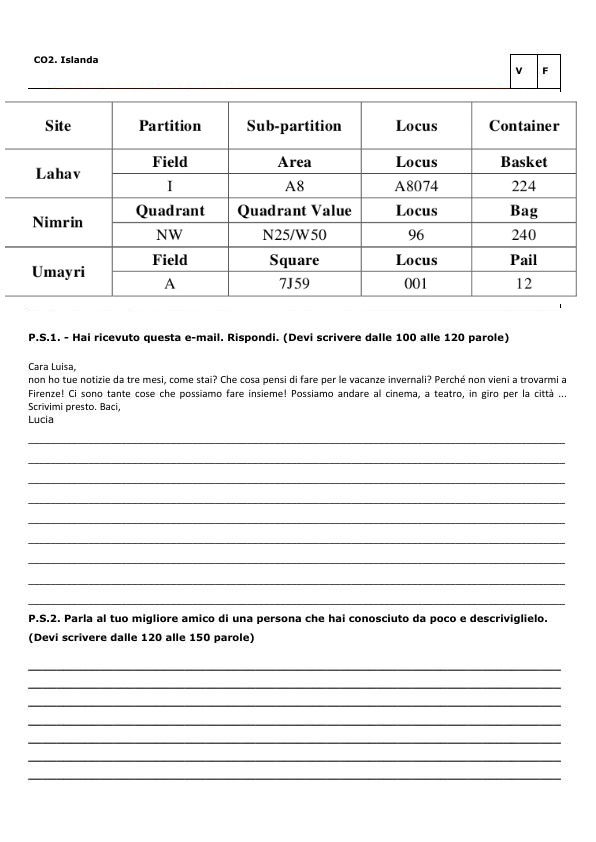 CO2. Islanda
V F
Site Partition Sub-partition Locus Container
Lahav Field Area Locus Basket
I A8 A8074 224
Nimrin Quadrant Quadrant Value Locus Bag
NW N25/W50 96 240
Umayri Field Square Locus Pail
A 7J59 001 12
P.S.1. - Hai ricevuto questa e-mail. Rispondi. (Devi scrivere dalle 100 alle 120 parole)
Cara Luisa,
non ho tue notizie da tre mesi, come stai? Che cosa pensi di fare per le vacanze invernali? Perché non vieni a trovarmi a
Firenze! Ci sono tante cose che possiamo fare insieme! Possiamo andare al cinema, a teatro, in giro per la città ...
Scrivimi presto. Baci,
Lucia
P.S.2. Parla al tuo migliore amico di una persona che hai conosciuto da poco e descriviglielo.
(Devi scrivere dalle 120 alle 150 parole)